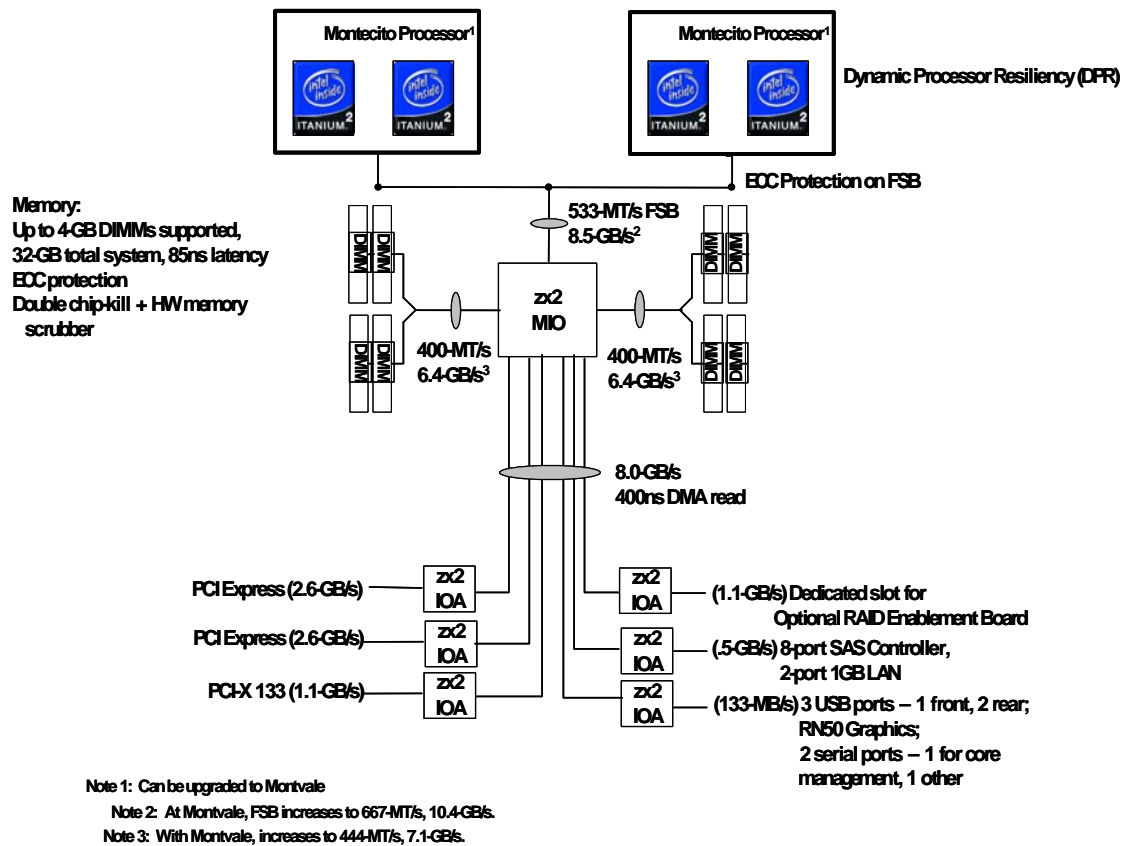 Montecito Processor¹
intel inside
ITANIUM. 2
intel inside
ITANIUM. 2
Montecito Processor¹
intel inside
ITANIUM. 2
intel inside
ITANIUM. 2
Dynamic Processor Resiliency (DPR)
ECC Protection on FSB
Memory:
Up to 4-GB DIMMs supported,
32-GB total system, 85ns latency
ECC protection
Double chip-kill + HW memory
scrubber
DIMM
DIMM
DIMM
DIMM
533-MT/s FSB
8.5-GB/s²
zx2
MIO
DIMM
DIMM
DIMM
DIMM
400-MT/s
6.4-GB/s³
400-MT/s
6.4-GB/s³
8.0-GB/s
400ns DMA read
PCI Express (2.6-GB/s)
zx2
IOA
PCI Express (2.6-GB/s)
zx2
IOA
PCI-X 133 (1.1-GB/s)
zx2
IOA
zx2
IOA
(1.1-GB/s) Dedicated slot for
Optional RAID Enablement Board
zx2
IOA
(.5-GB/s) 8-port SAS Controller,
2-port 1GB LAN
zx2
IOA
(133-MB/s) 3 USB ports – 1 front, 2 rear;
RN50 Graphics;
2 serial ports – 1 for core
management, 1 other
Note 1: Can be upgraded to Montvale
Note 2: At Montvale, FSB increases to 667-MT/s, 10.4-GB/s.
Note 3: With Montvale, increases to 444-MT/s, 7.1-GB/s.